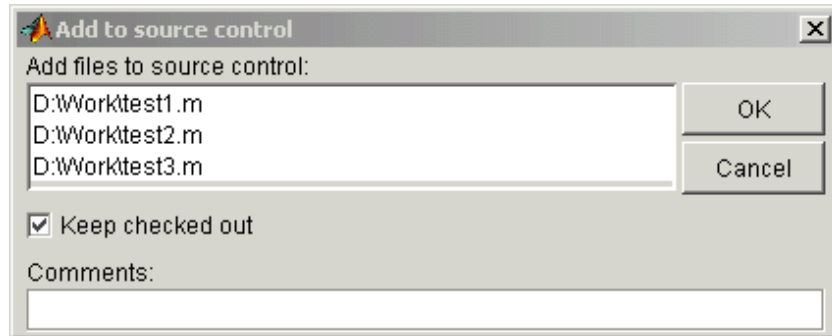 Add to source control
Add files to source control:
D:\Work\test1.m
D:\Work\test2.m
D:\Work\test3.m
OK
Cancel
Keep checked out
Comments: